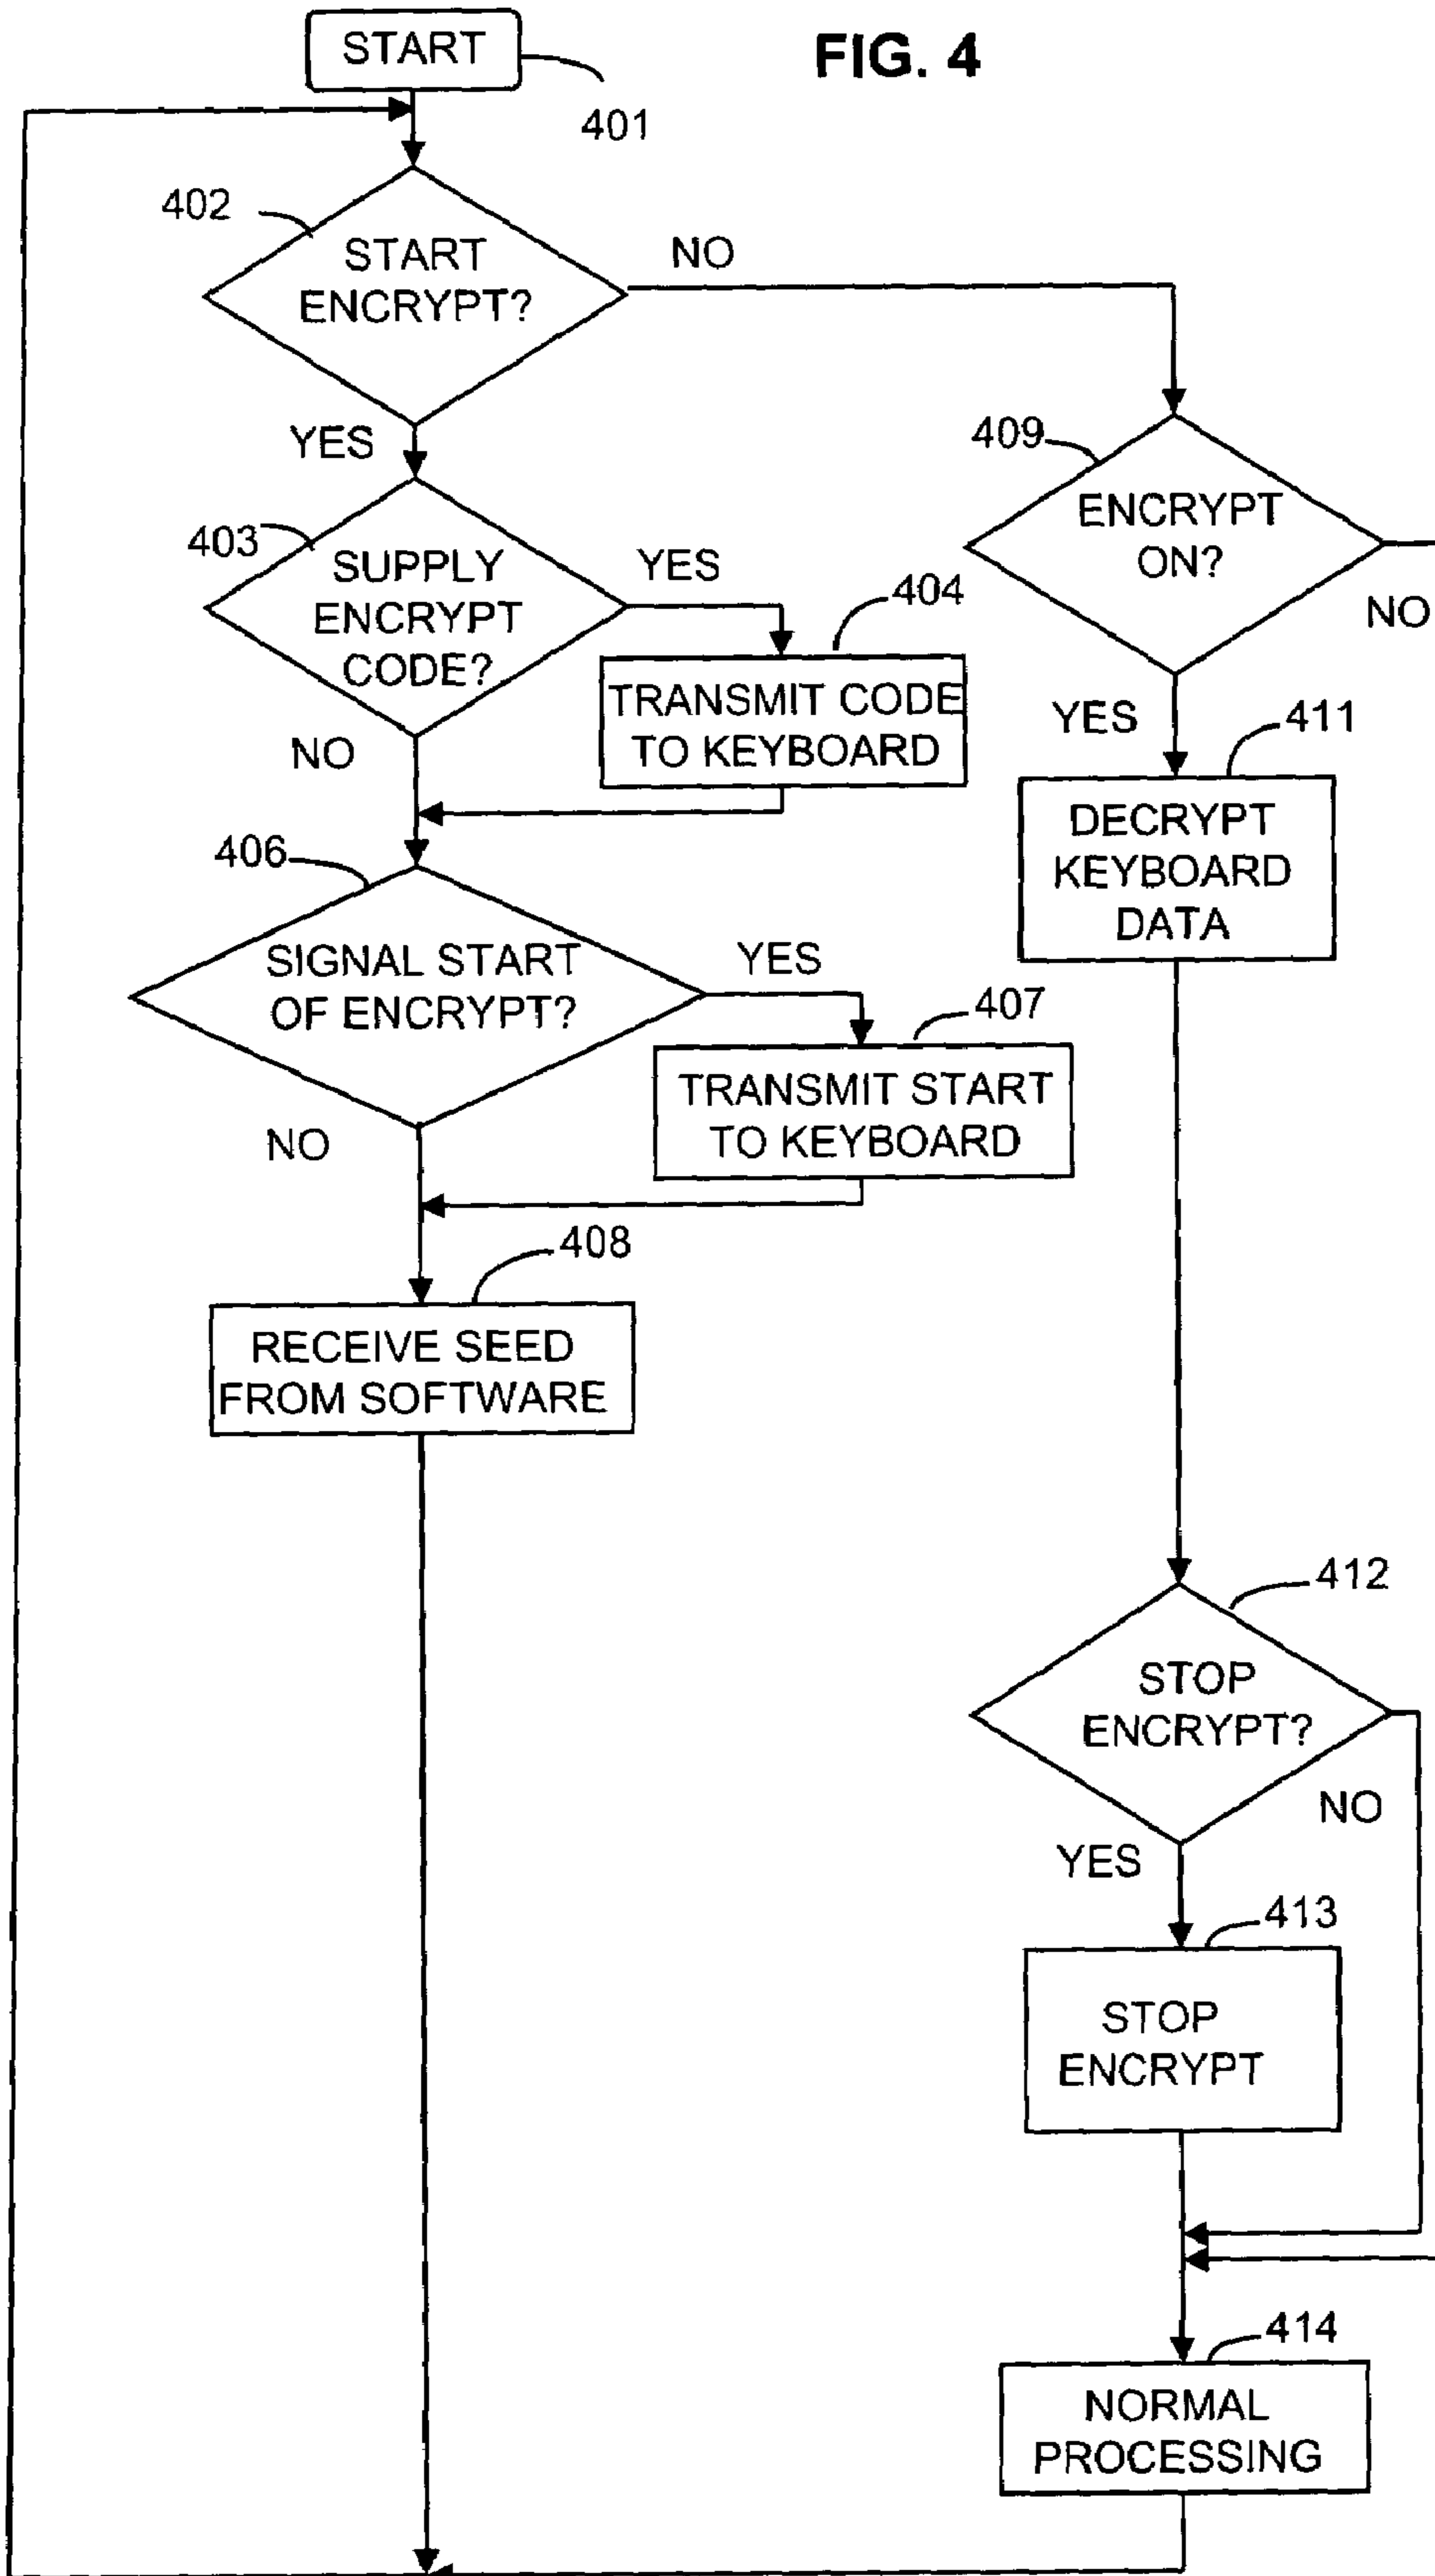 FIG. 4
START
401
402
START
ENCRYPT?
NO
YES
403
SUPPLY
ENCRYPT
CODE?
YES
404
TRANSMIT CODE
TO KEYBOARD
NO
406
SIGNAL START
OF ENCRYPT?
YES
407
TRANSMIT START
TO KEYBOARD
NO
408
RECEIVE SEED
FROM SOFTWARE
409
ENCRYPT
ON?
NO
YES
411
DECRYPT
KEYBOARD
DATA
412
STOP
ENCRYPT?
NO
YES
413
STOP
ENCRYPT
414
NORMAL
PROCESSING